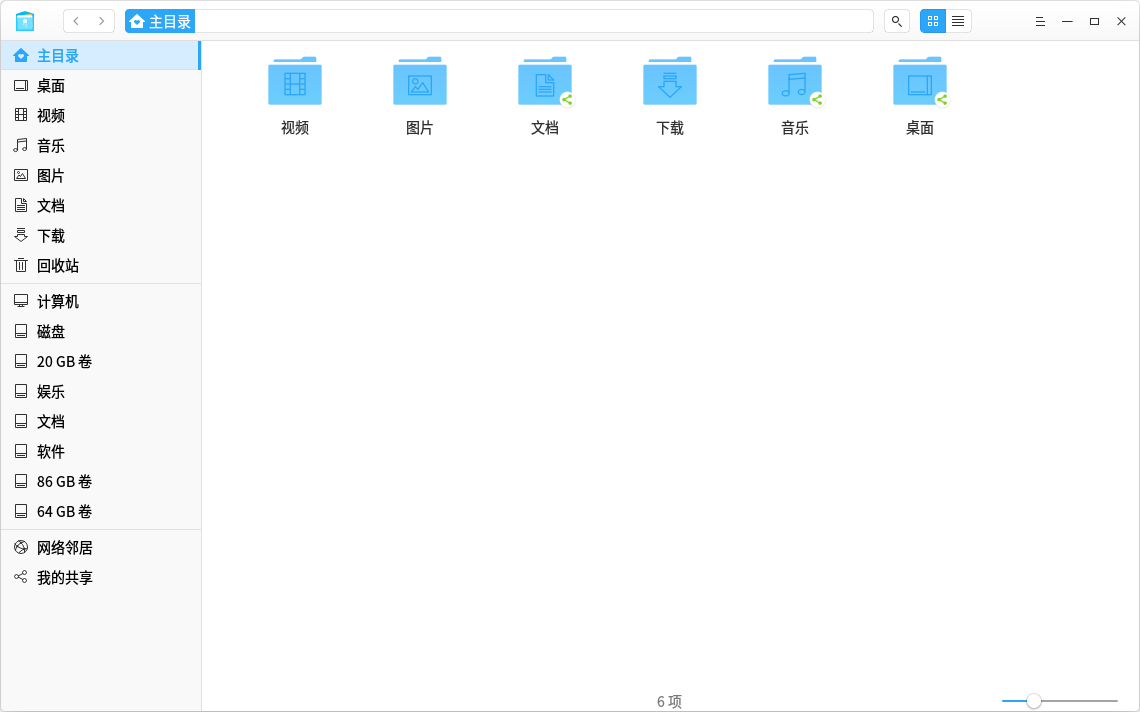 主目录
主目录
桌面
视频
音乐
图片
文档
下载
回收站
计算机
磁盘
20 GB 卷
娱乐
文档
软件
86 GB 卷
64 GB 卷
网络邻居
我的共享
视频
图片
文档
下载
音乐
桌面
6 项